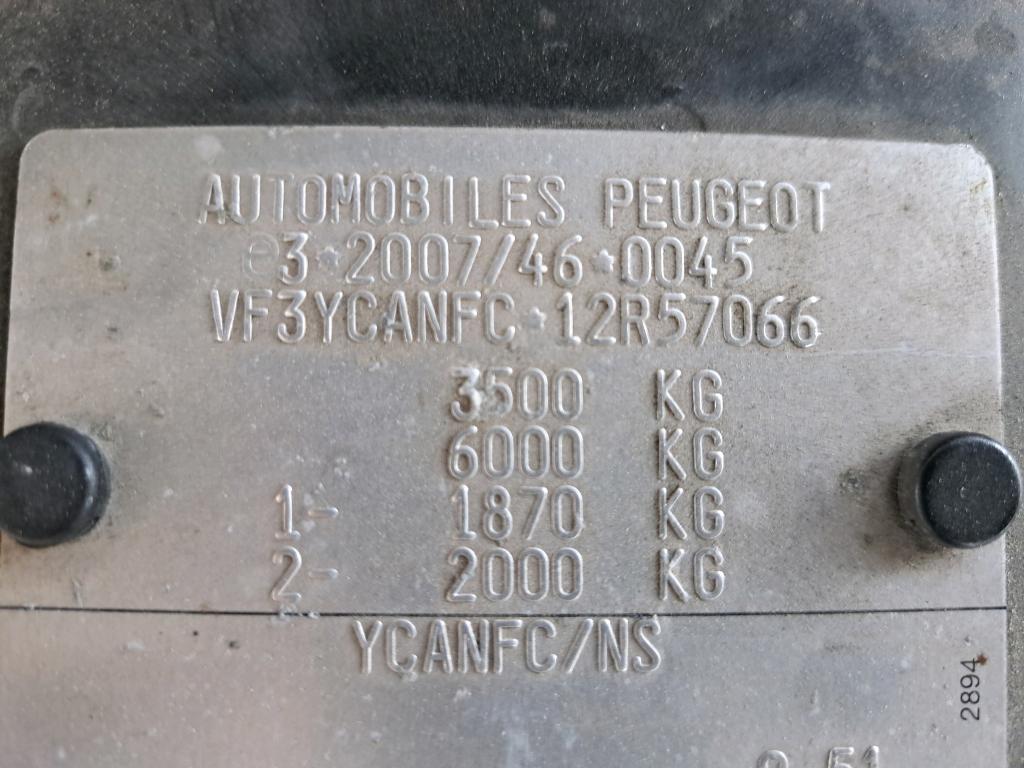 AUTOMOBILES PEUGEOT
e3*2007/46*0045
VF3YCANFC*12R57066
3500 KG
6000 KG
1- 1870 KG
2- 2000 KG
YCANFC/NS
2894